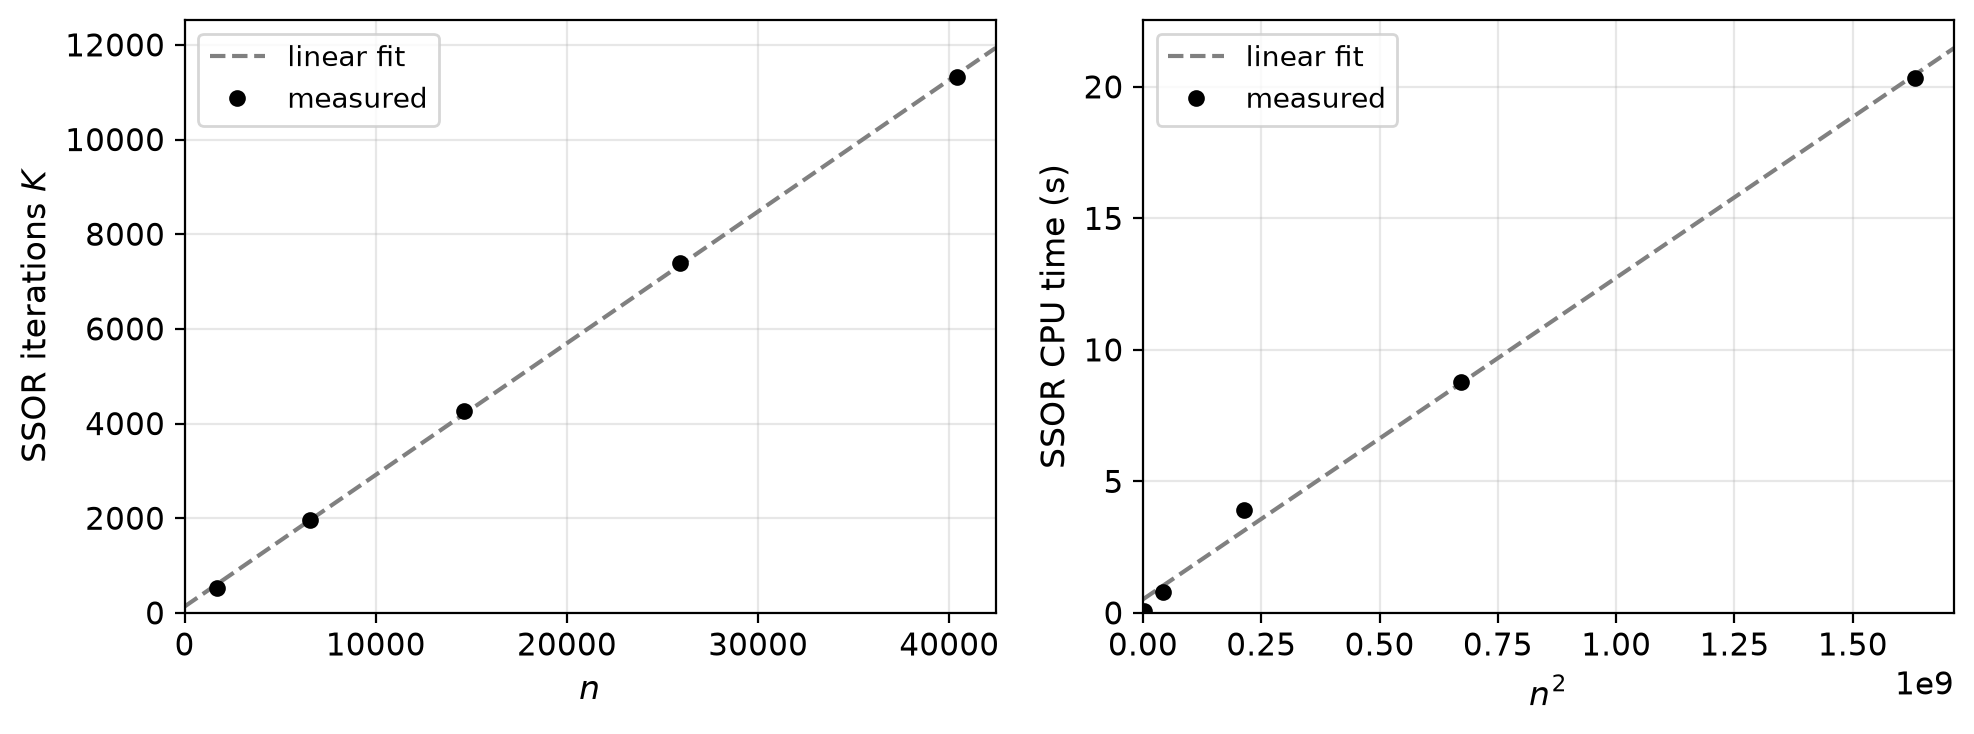 linear fit
measured
12000
10000
8000
6000
4000
2000
0
SSOR iterations K
0 10000 20000 30000 40000
n
linear fit
measured
20
15
10
5
0
SSOR CPU time (s)
0.00 0.25 0.50 0.75 1.00 1.25 1.50
1e9
n²